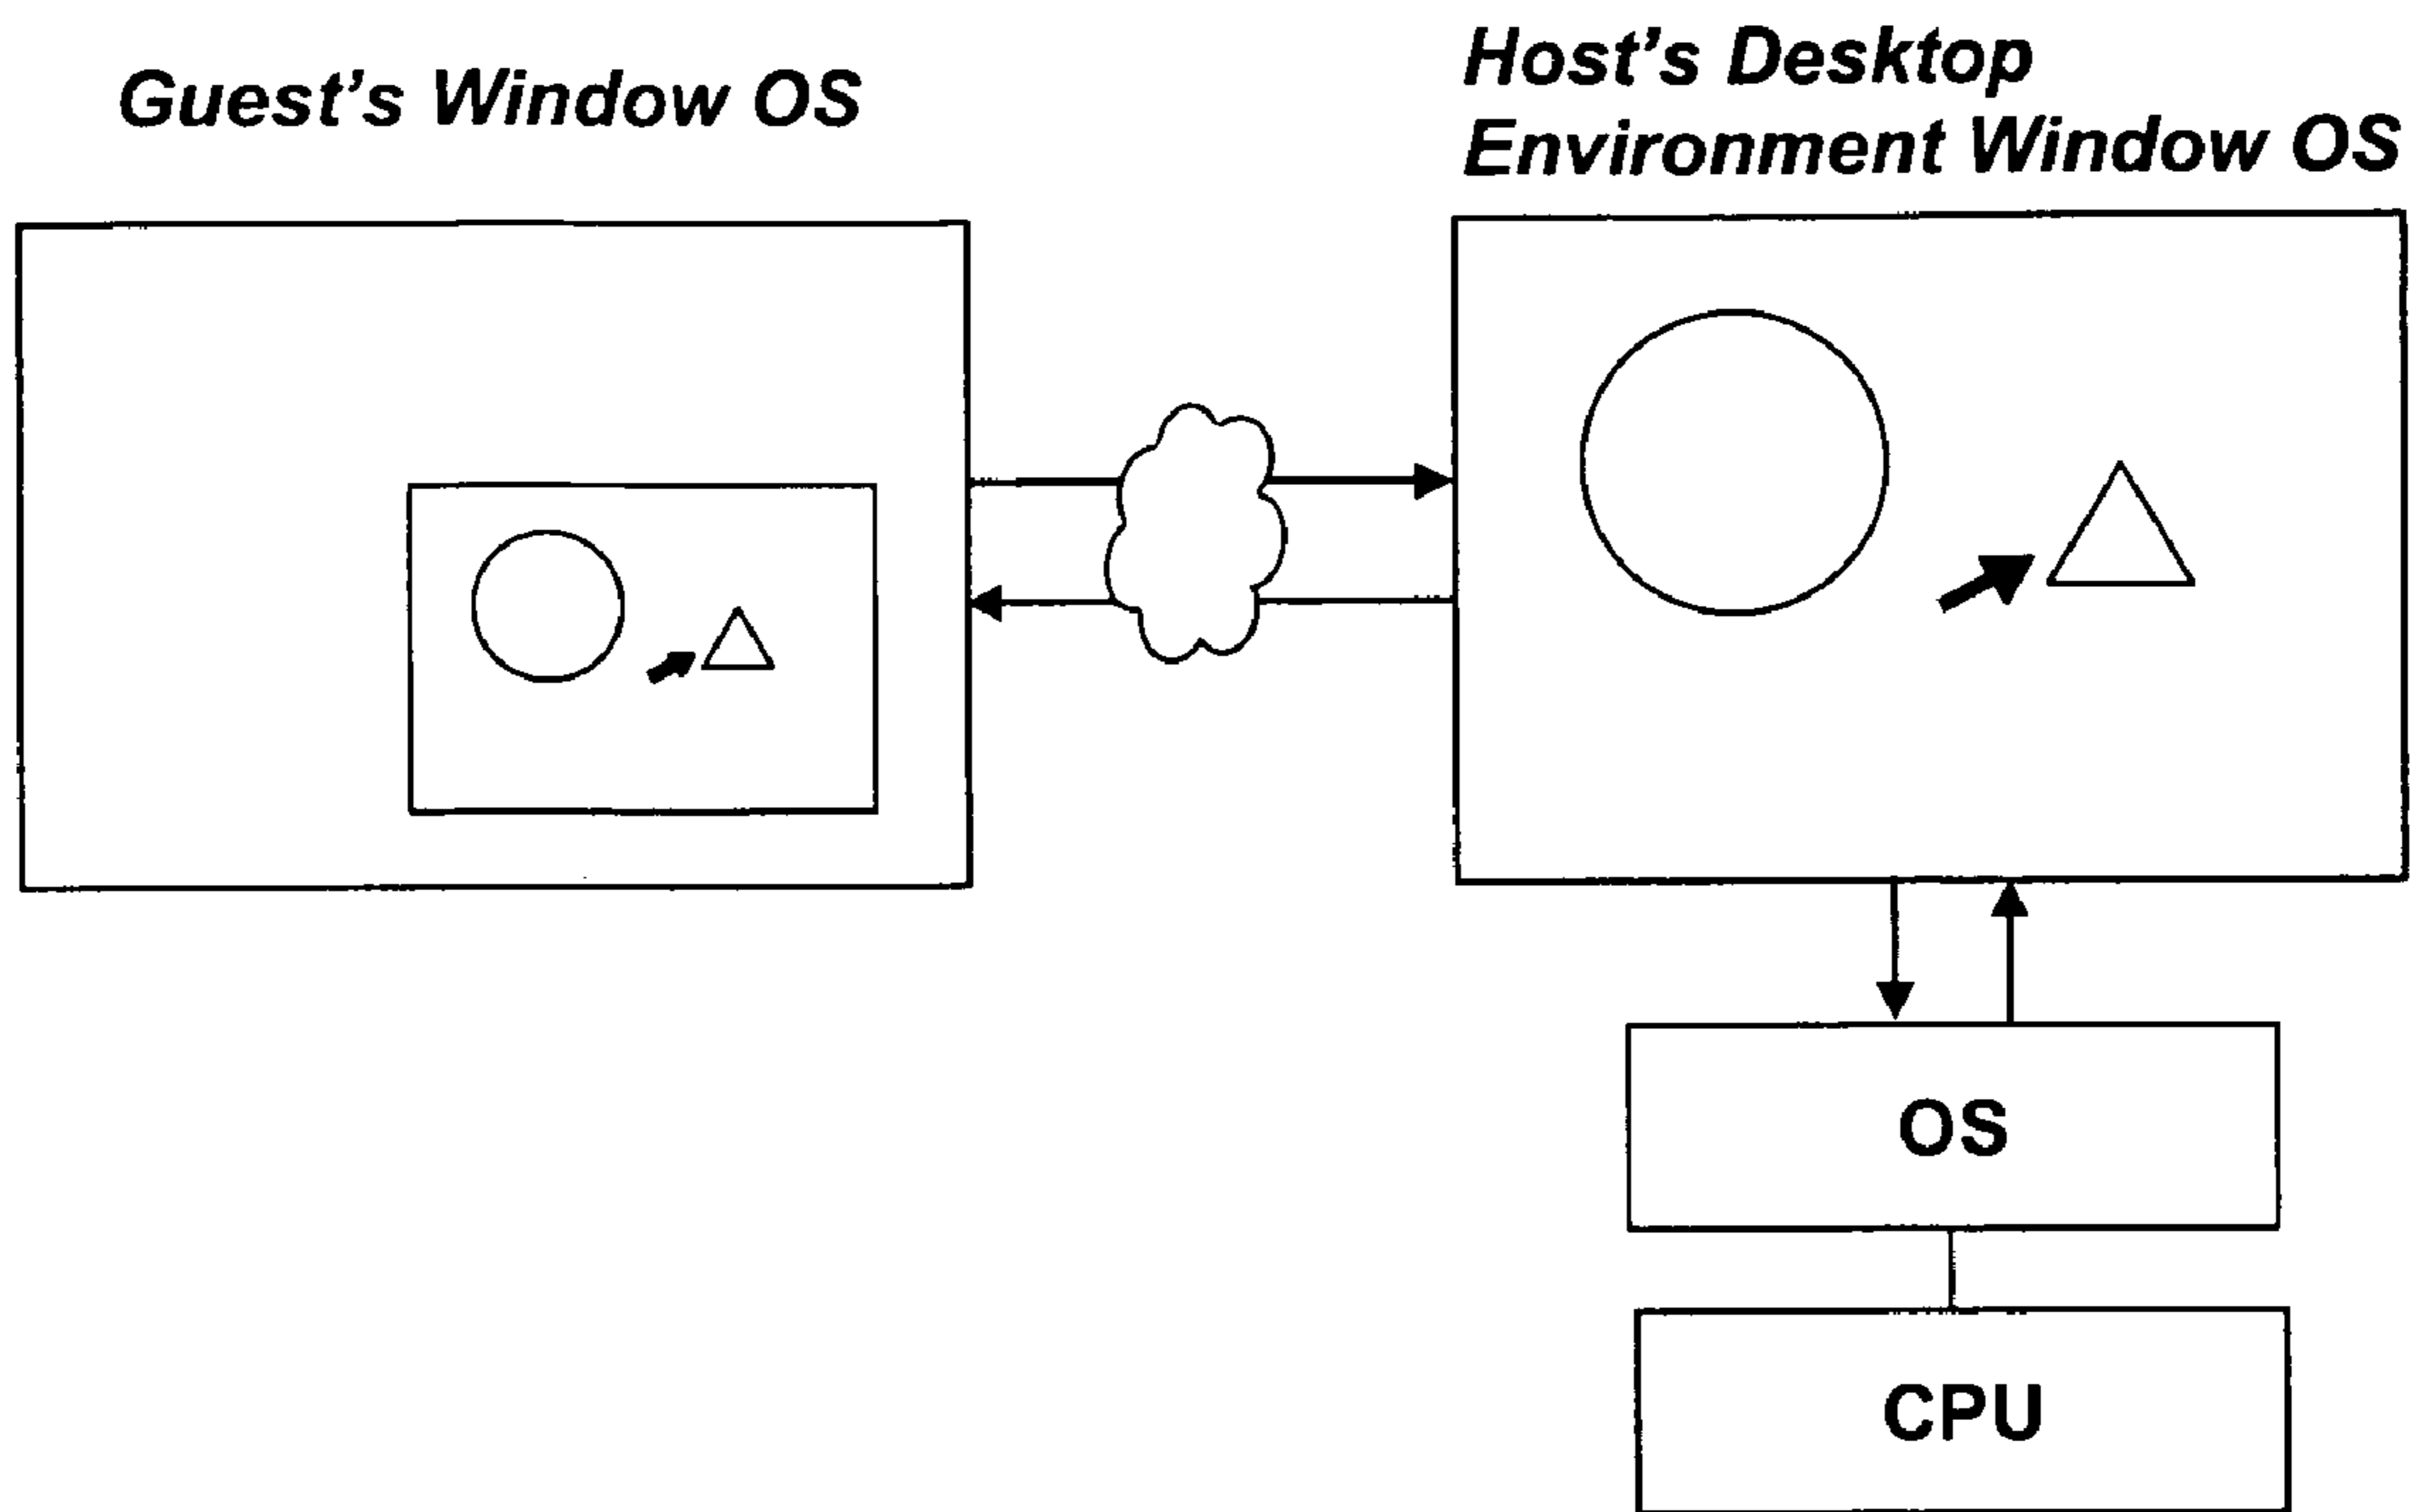 Guest's Window OS
Host's Desktop
Environment Window OS
OS
CPU